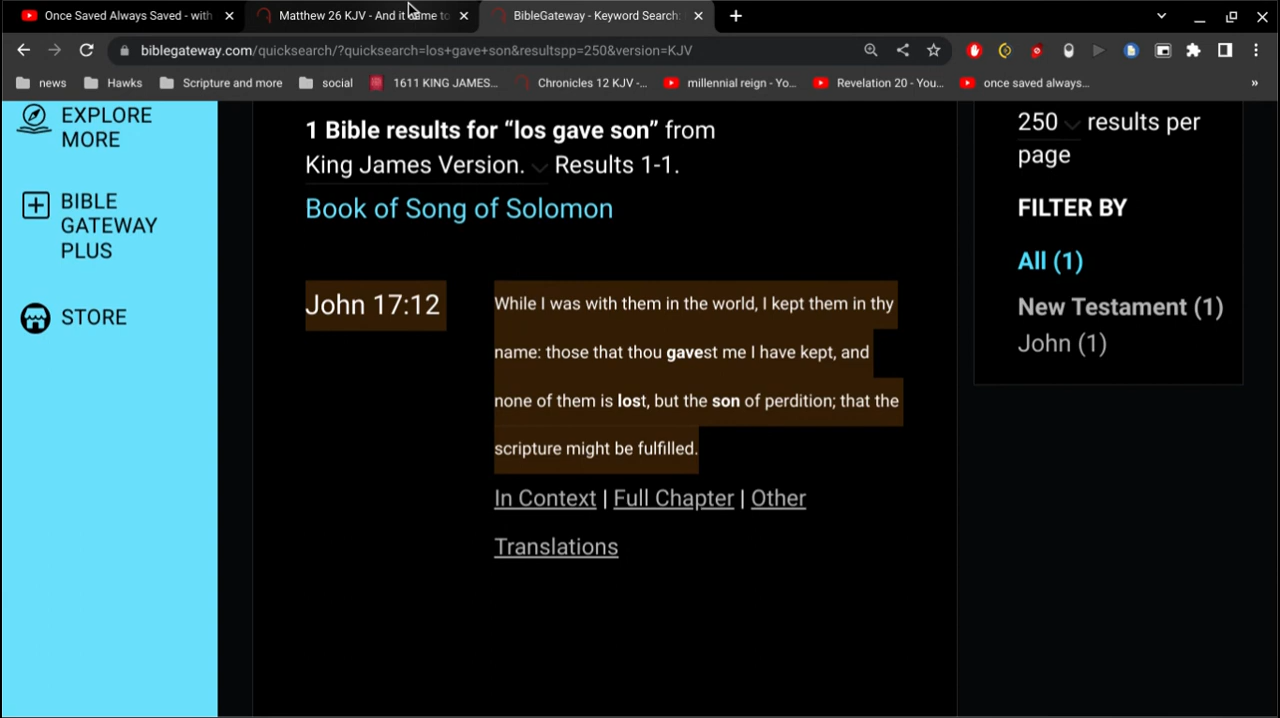 Once Saved Always Saved - with
Matthew 26 KJV - And it came to
BibleGateway - Keyword Search:
biblegateway.com/quicksearch/?quicksearch=los+gave+son&resultspp=250&version=KJV
news
Hawks
Scripture and more
social
1611 KING JAMES...
Chronicles 12 KJV -...
millennial reign - Yo...
Revelation 20 - You...
once saved always...
»
EXPLORE
MORE
BIBLE
GATEWAY
PLUS
STORE
1 Bible results for “los gave son” from
King James Version. Results 1-1.
Book of Song of Solomon
John 17:12
While I was with them in the world, I kept them in thy
name: those that thou gavest me I have kept, and
none of them is lost, but the son of perdition; that the
scripture might be fulfilled.
In Context | Full Chapter | Other
Translations
250 results per
page
FILTER BY
All (1)
New Testament (1)
John (1)